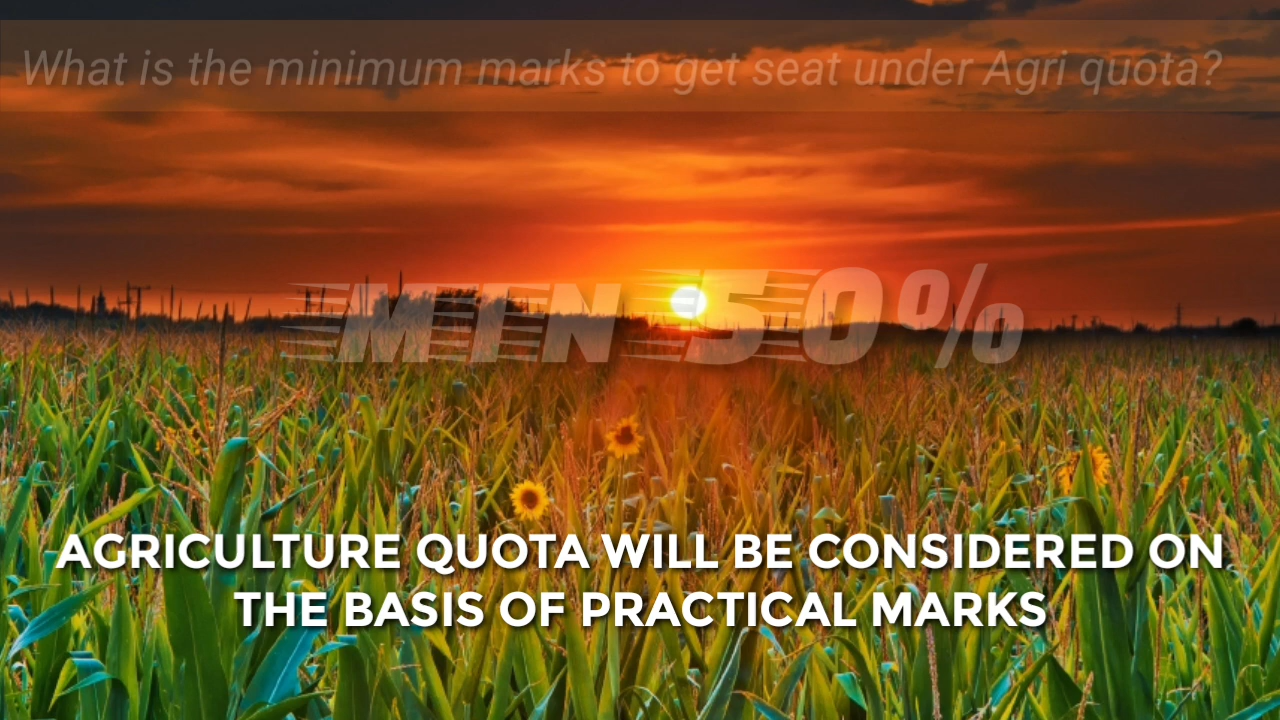 What is the minimum marks to get seat under Agri quota?
MIN 50%
AGRICULTURE QUOTA WILL BE CONSIDERED ON
THE BASIS OF PRACTICAL MARKS